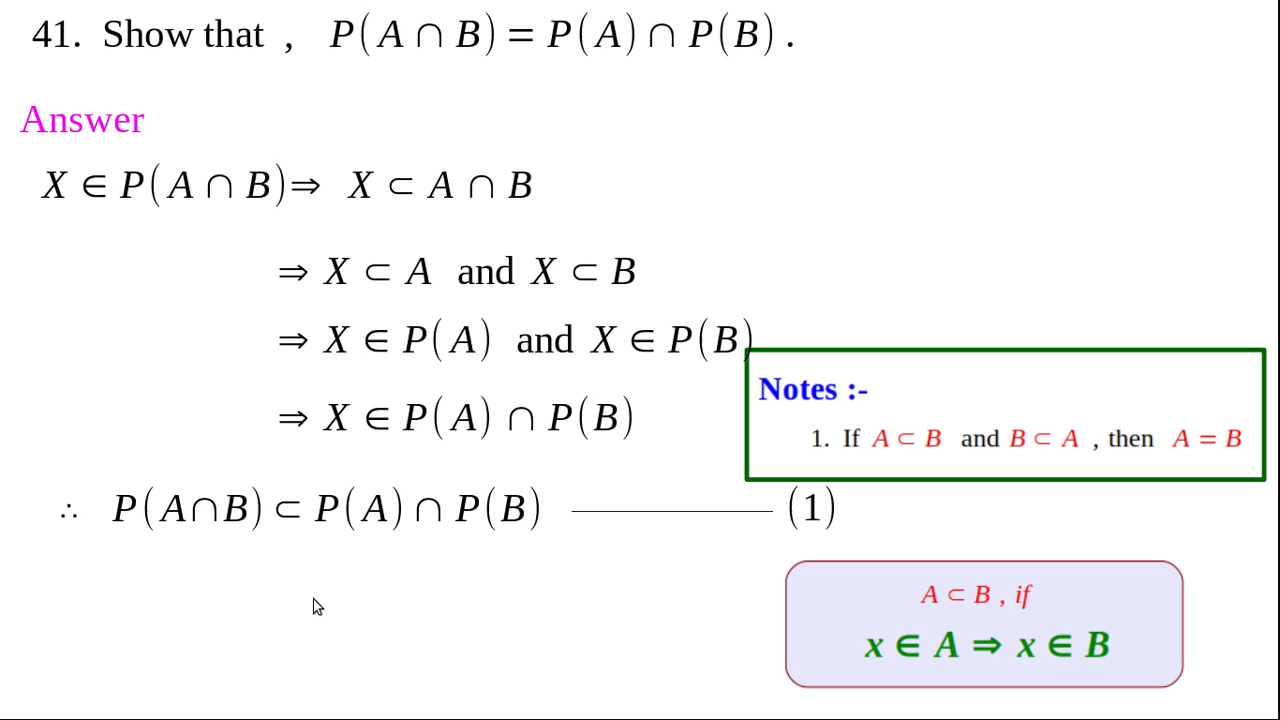 41. Show that , P(A ∩ B) = P(A) ∩ P(B) .
Answer
X ∈ P(A ∩ B) ⇒ X ⊂ A ∩ B
⇒ X ⊂ A and X ⊂ B
⇒ X ∈ P(A) and X ∈ P(B)
⇒ X ∈ P(A) ∩ P(B)
Notes :-
1. If A ⊂ B and B ⊂ A , then A = B
∴ P(A∩B) ⊂ P(A) ∩ P(B) ———— (1)
A ⊂ B , if
x ∈ A ⇒ x ∈ B